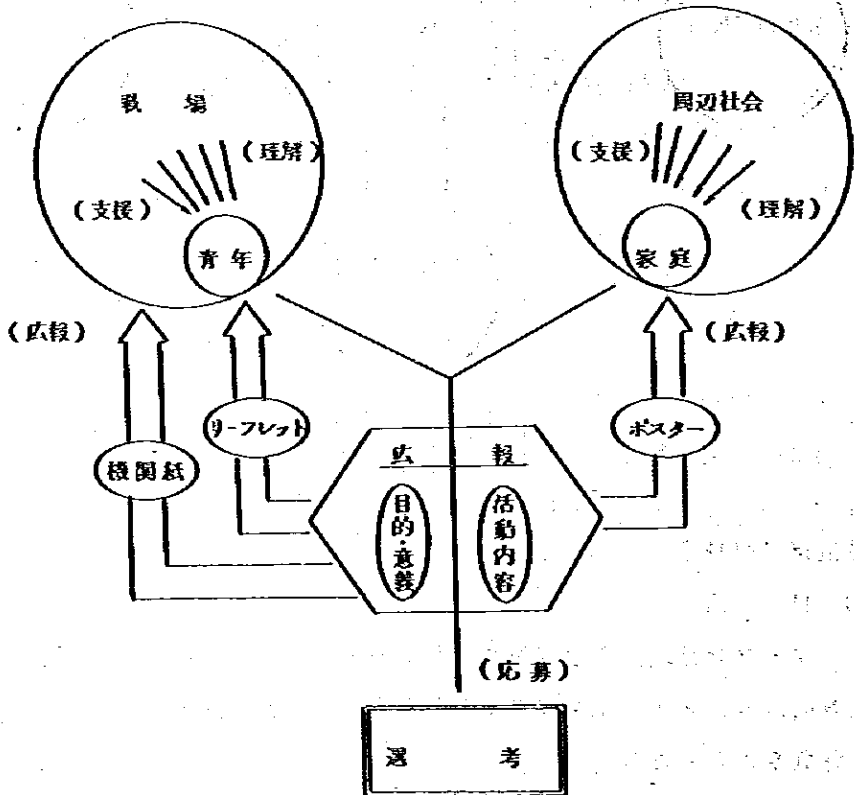 職場
周辺社会
(理解)
(支援)
(支援)
(理解)
青年
家庭
(広報)
(広報)
リーフレット
ポスター
機関紙
広報
目的・意義
活動内容
(応募)
選考